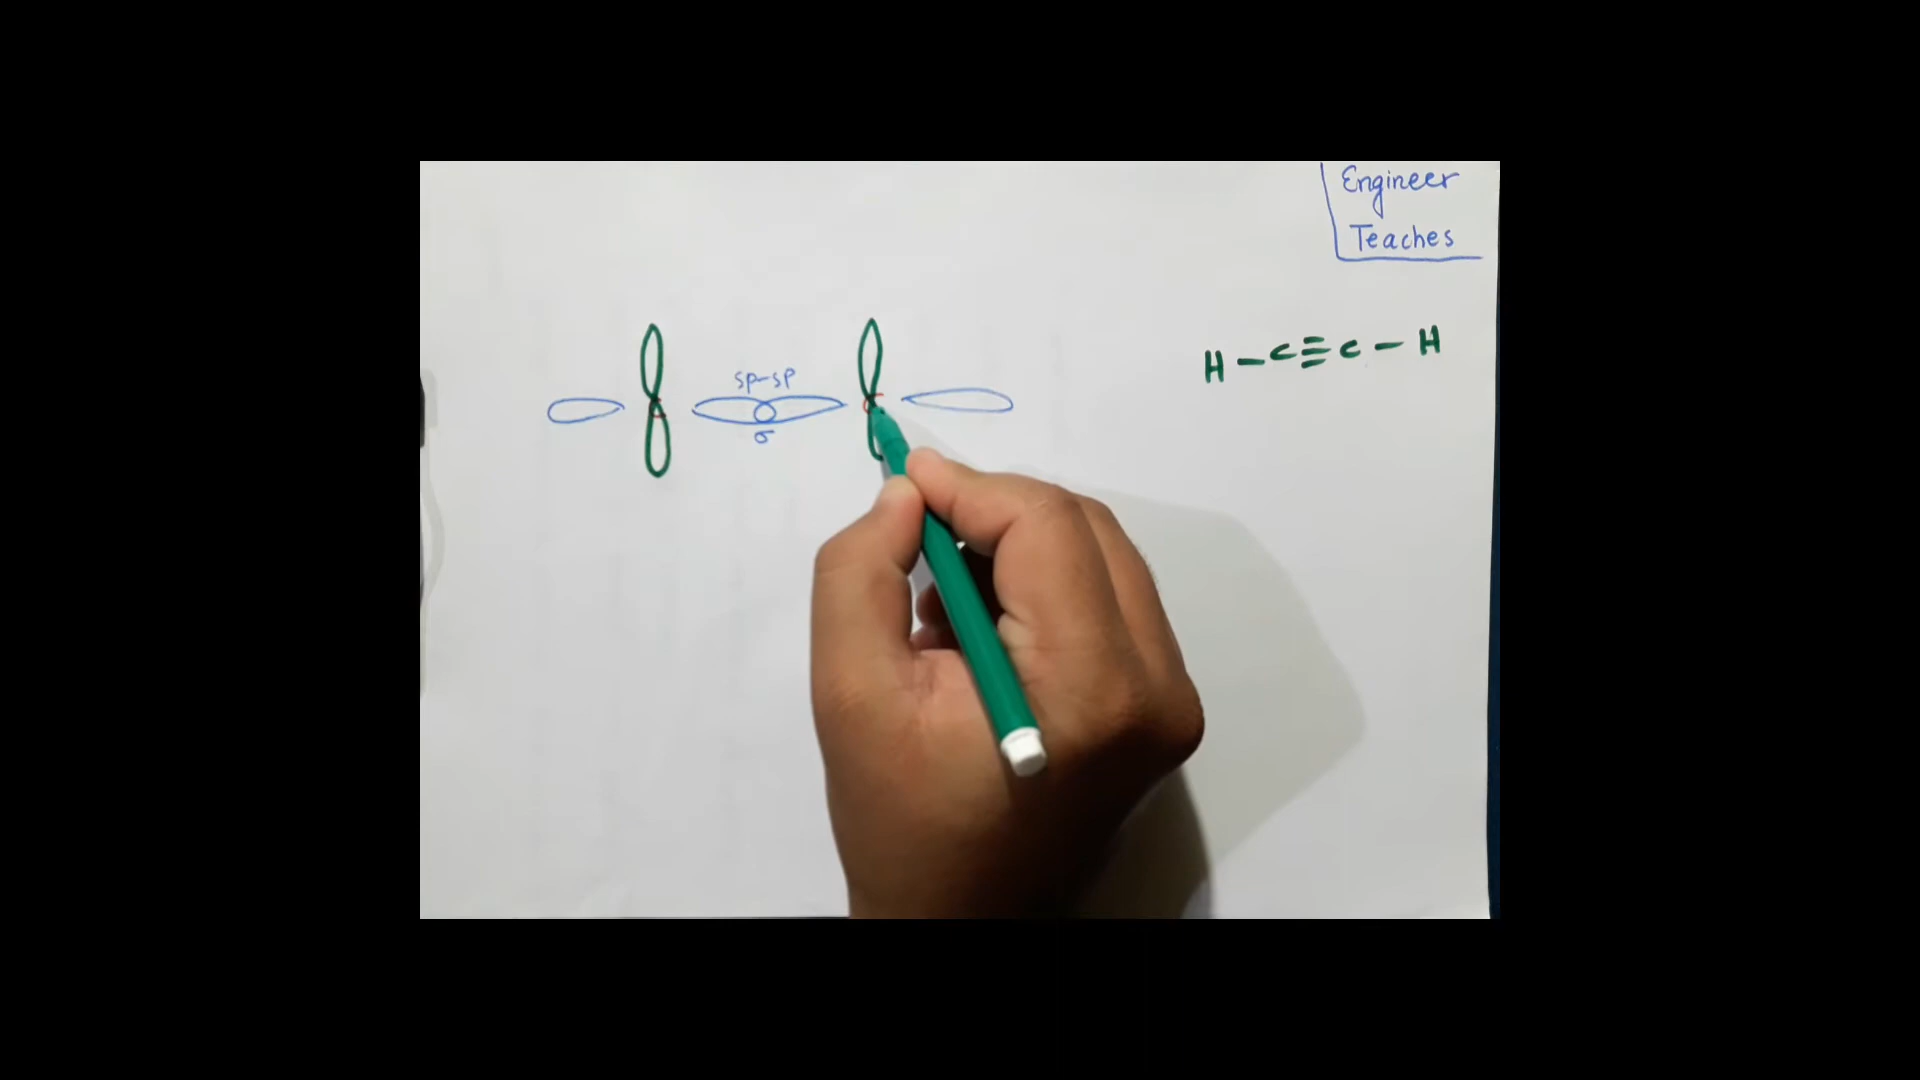 Engineer
Teaches
H - C ≡ C - H
sp-sp
C
C
σ